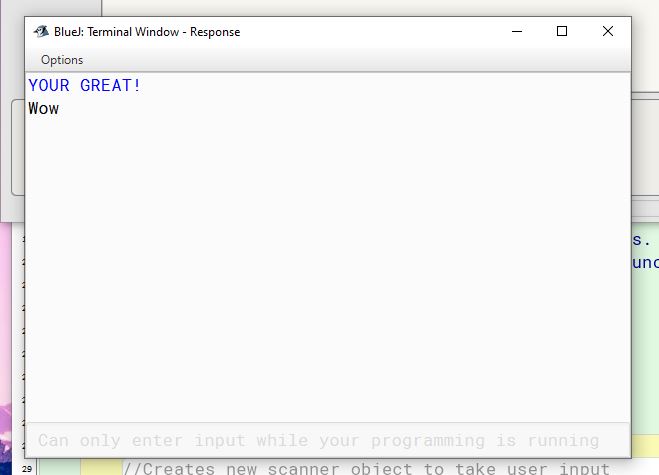 BlueJ: Terminal Window - Response
Options
YOUR GREAT!
Wow
s.
unc
Can only enter input while your programming is running
29
//Creates new scanner object to take user input